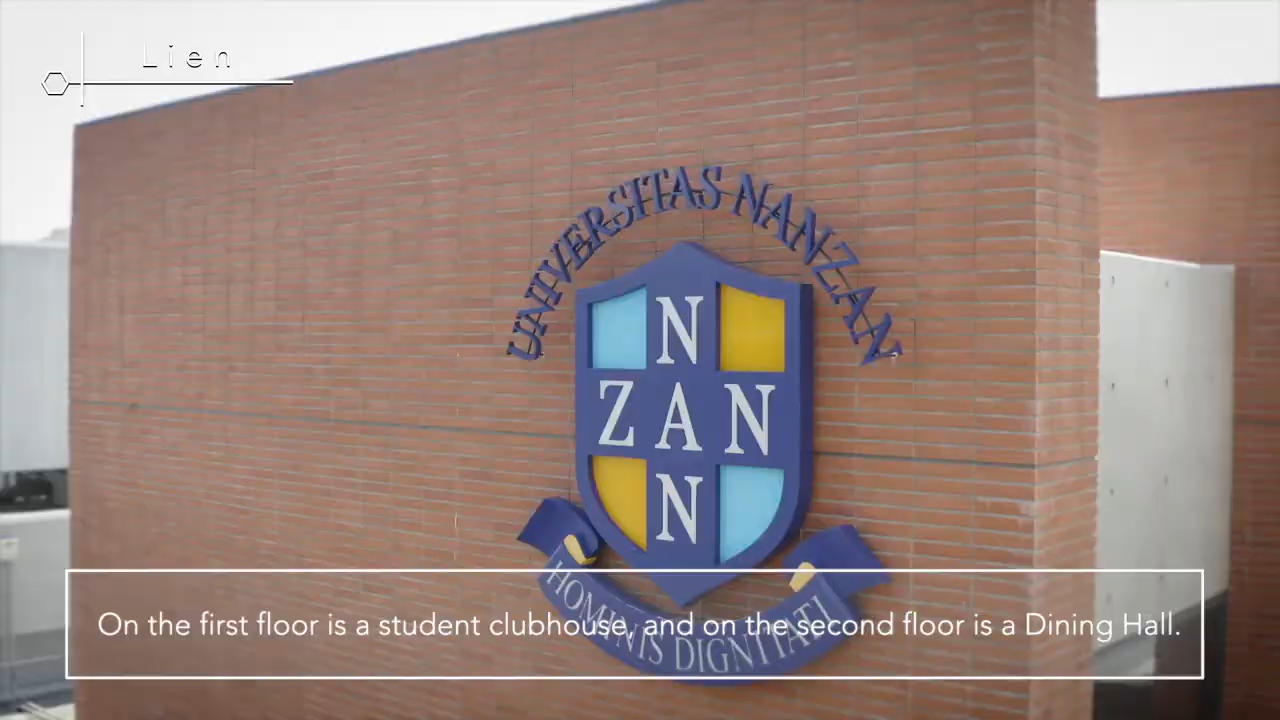 Lien
UNIVERSITAS NANZAN
N
ZAN
N
HOMINIS DIGNITATI
On the first floor is a student clubhouse, and on the second floor is a Dining Hall.